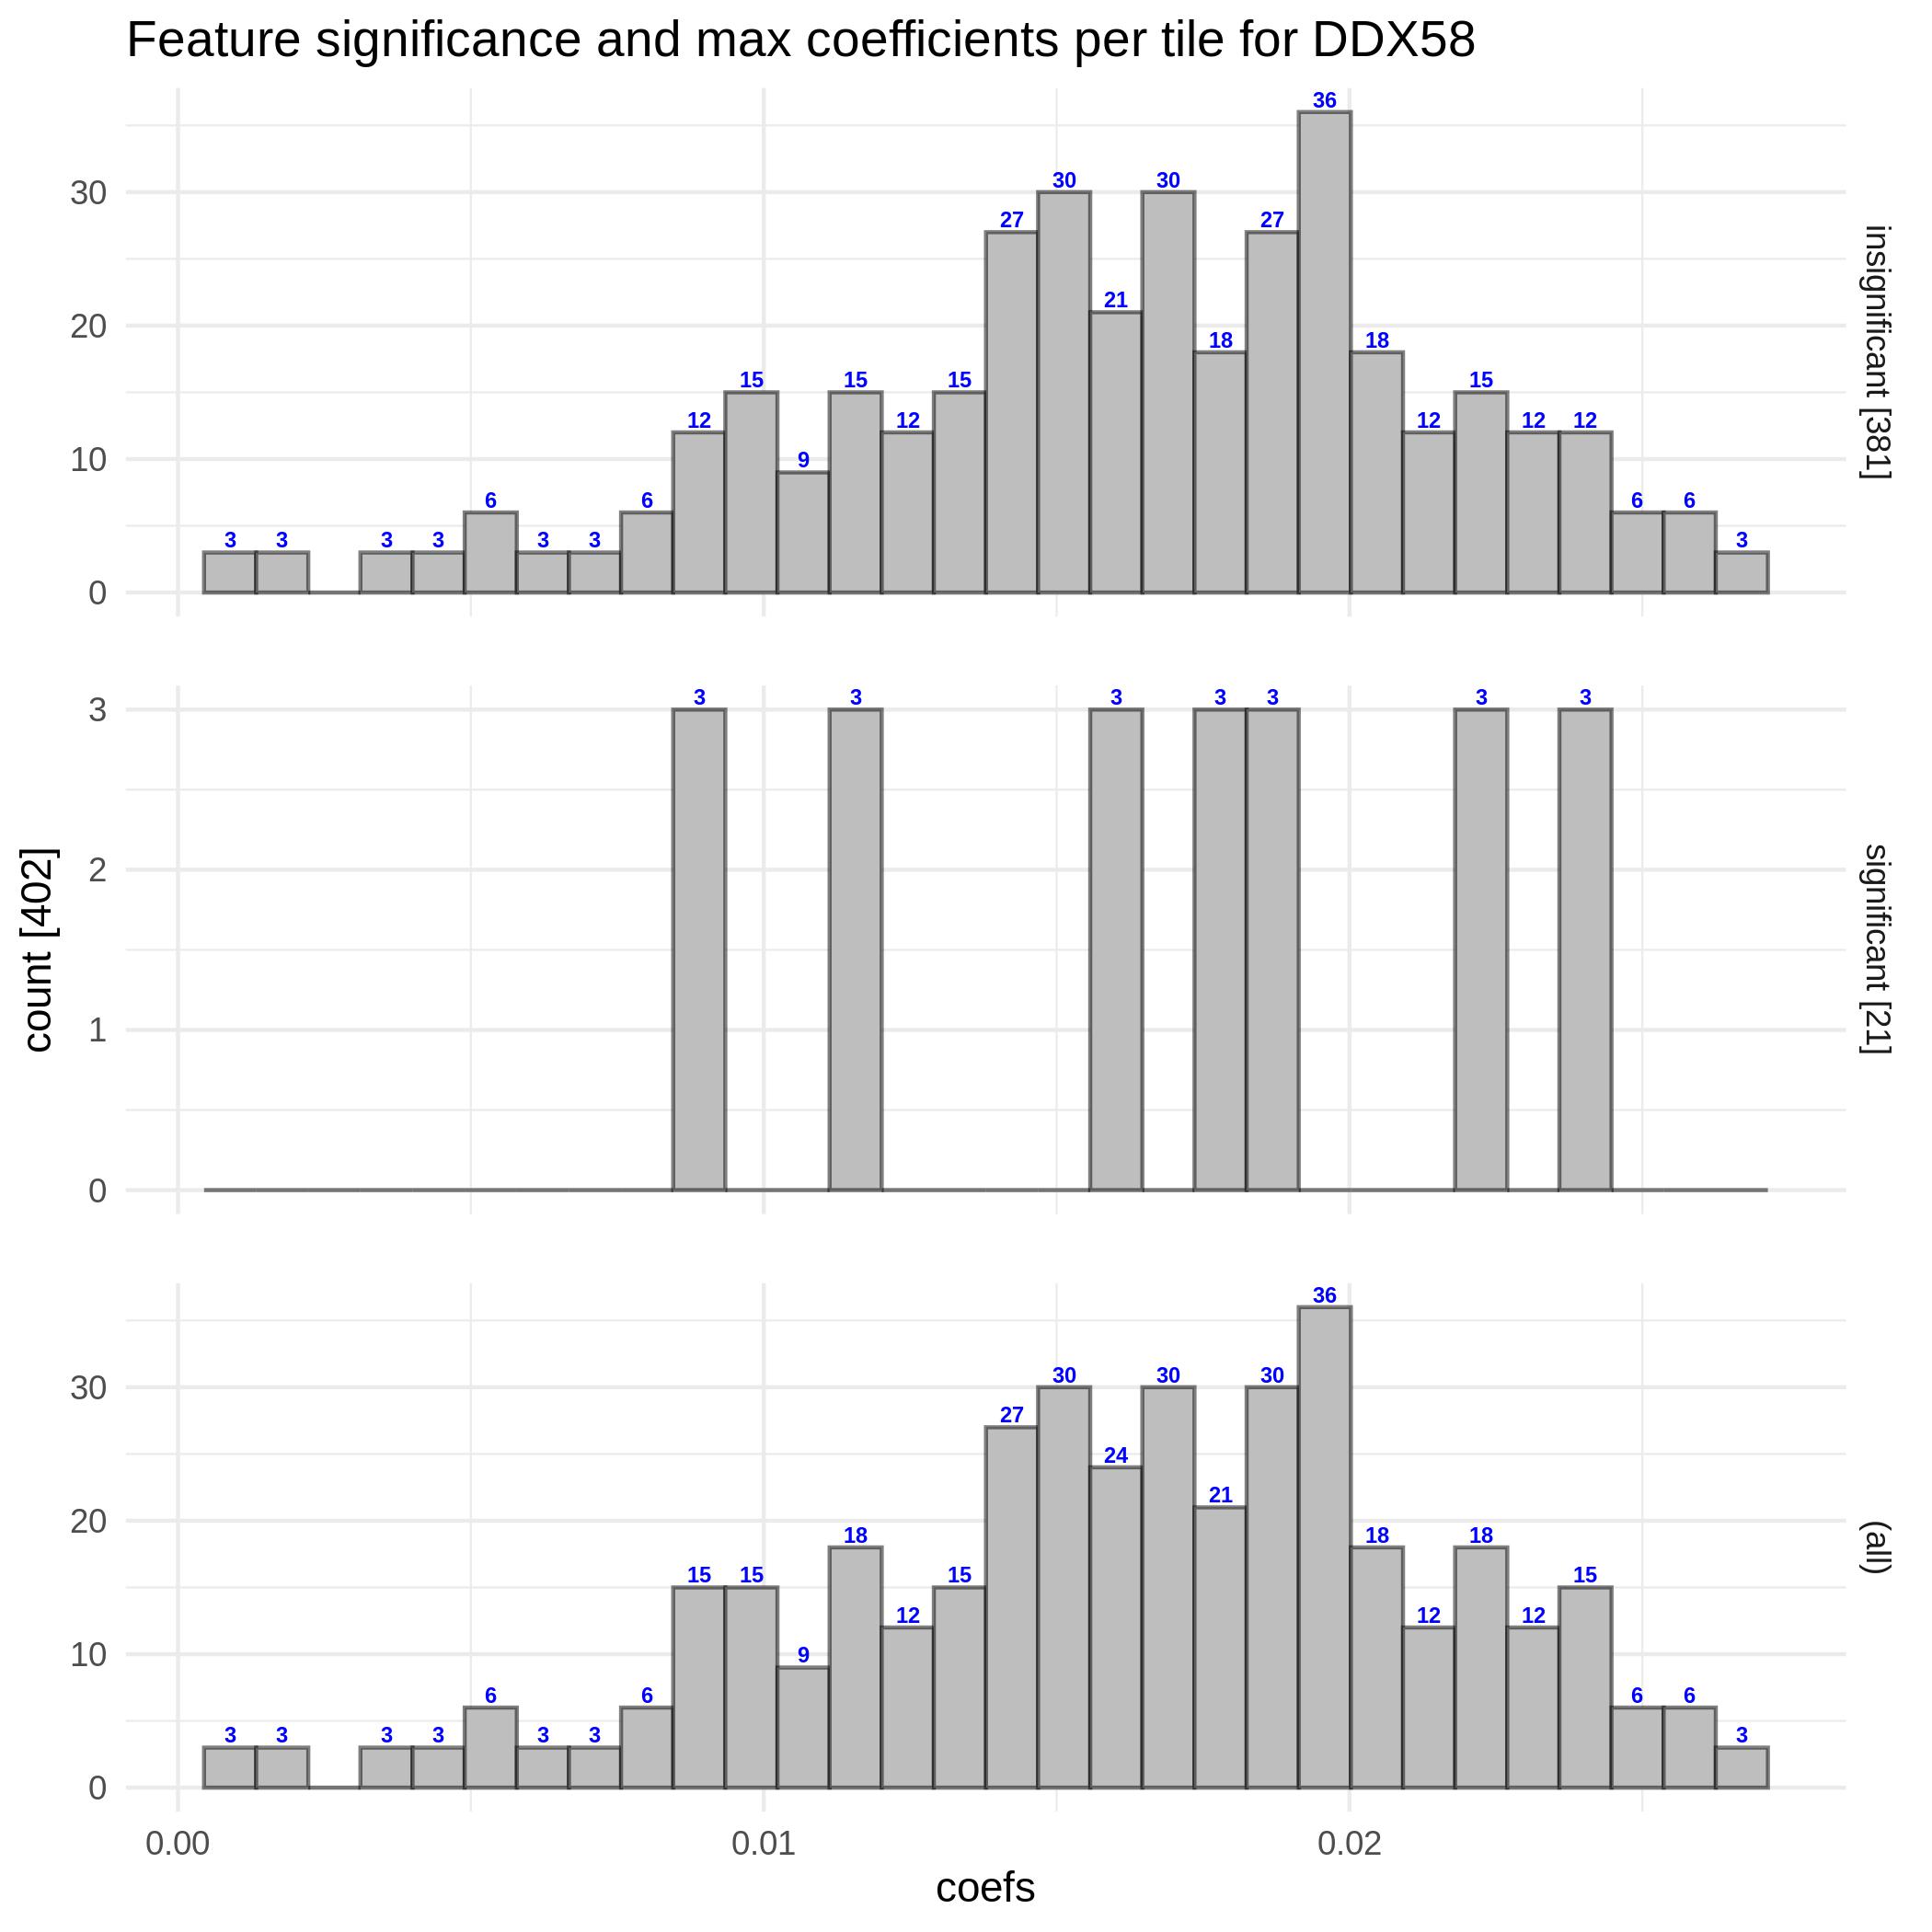 Feature significance and max coefficients per tile for DDX58
36
30 30
27 27
21
18 18
15 15 15 15
12 12 12 12 12
9
6 6 6 6
3 3 3 3 3 3 3
30
20
10
0
insignificant [381]
3 3 3 3 3 3 3
3
2
1
0
count [402]
significant [21]
36
30 30 30
27
24
21
18 18 18
15 15 15 15
12 12 12
9
6 6 6 6
3 3 3 3 3 3 3
30
20
10
0
(all)
0.00 0.01 0.02
coefs